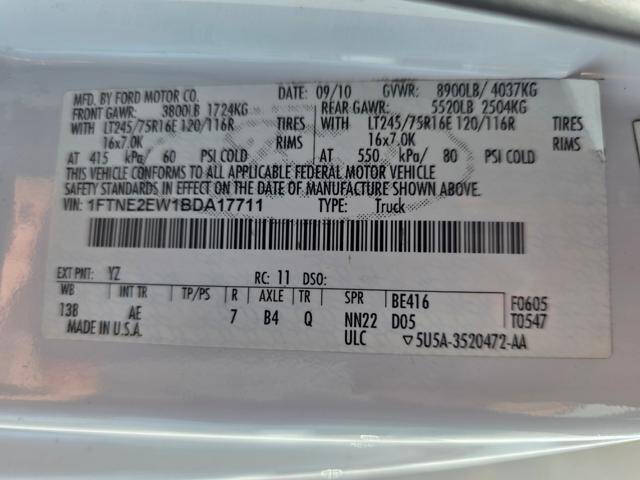 MFD. BY FORD MOTOR CO. DATE: 09/10 GVWR: 8900LB/ 4037KG
FRONT GAWR: 3800LB 1724KG REAR GAWR: 5520LB 2504KG
WITH LT245/75R16E 120/116R TIRES WITH LT245/75R16E 120/116R TIRES
16x7.0K RIMS 16x7.0K RIMS
AT 415 kPa/ 60 PSI COLD AT 550 kPa/ 80 PSI COLD
THIS VEHICLE CONFORMS TO ALL APPLICABLE FEDERAL MOTOR VEHICLE
SAFETY STANDARDS IN EFFECT ON THE DATE OF MANUFACTURE SHOWN ABOVE.
VIN: 1FTNE2EW1BDA17711 TYPE: Truck
EXT PNT: YZ RC: 11 DSO:
WB INT TR TP/PS R AXLE TR SPR BE416 F0605
138 AE 7 B4 Q NN22 D05 T0547
MADE IN U.S.A. ULC ▽5U5A-3520472-AA